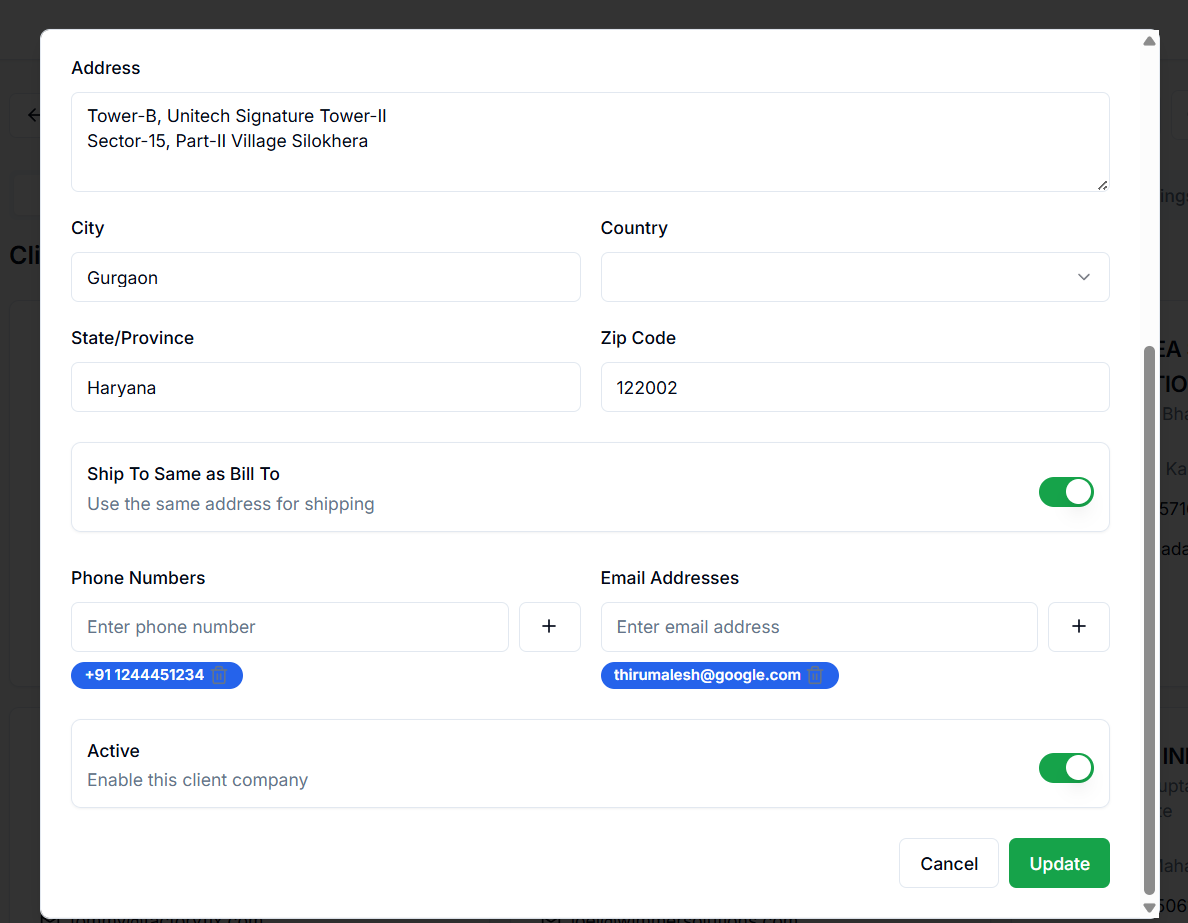 Address
Tower-B, Unitech Signature Tower-II
Sector-15, Part-II Village Silokhera
City
Country
Gurgaon
State/Province
Zip Code
Haryana
122002
Ship To Same as Bill To
Use the same address for shipping
Phone Numbers
Email Addresses
Enter phone number
+
Enter email address
+
+91 1244451234
thirumalesh@google.com
Active
Enable this client company
Cancel
Update